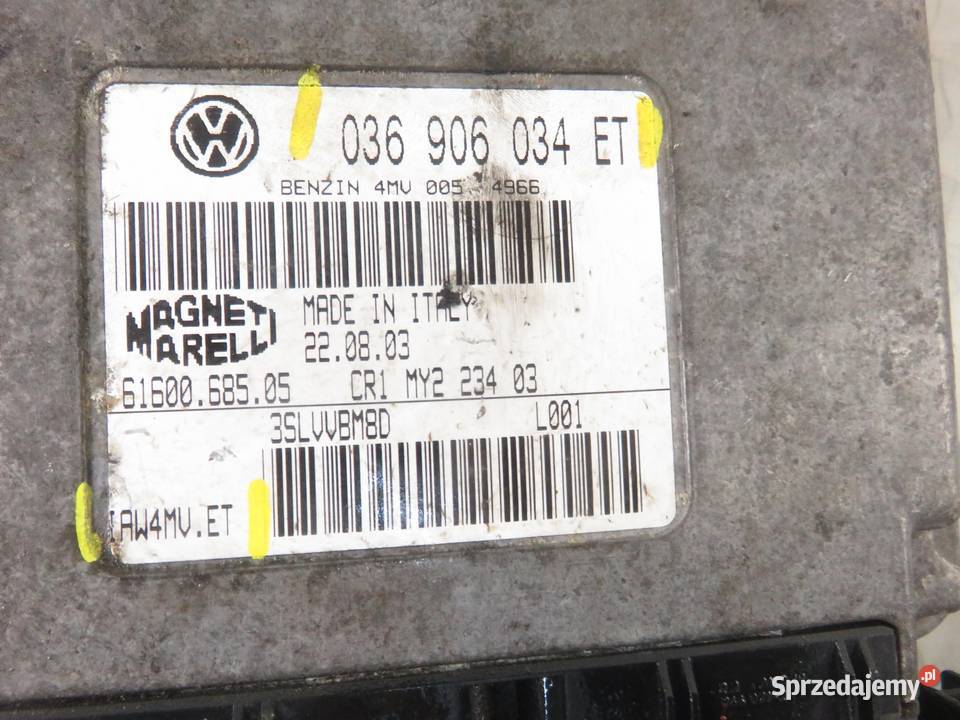 036 906 034 ET
BENZIN 4MV 005 4966
MAGNETI
MARELLI
MADE IN ITALY
22.08.03
61600.685.05 CR1 MY2 234 03
3SLVVBM8D L001
IAW4MV.ET
Sprzedajemy.pl